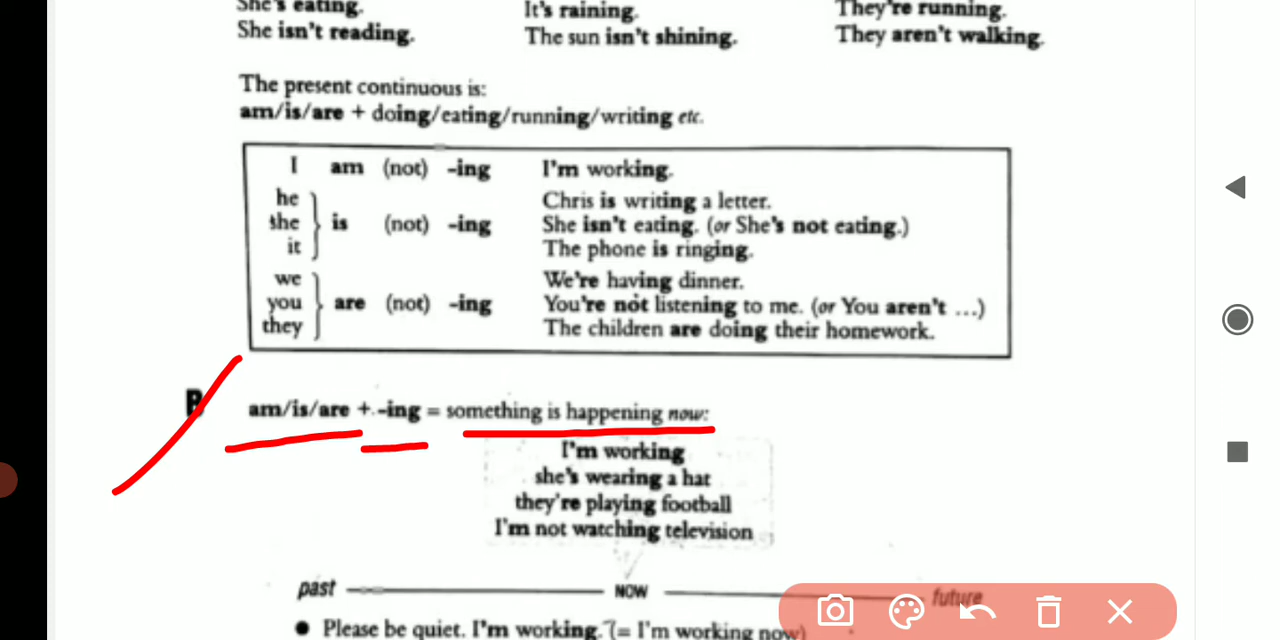 She's eating. It's raining. They're running.
She isn't reading. The sun isn't shining. They aren't walking.
The present continuous is:
am/is/are + doing/eating/running/writing etc.
I am (not) -ing I'm working.
he Chris is writing a letter.
she is (not) -ing She isn't eating. (or She's not eating.)
it The phone is ringing.
we We're having dinner.
you are (not) -ing You're not listening to me. (or You aren't ...)
they The children are doing their homework.
B am/is/are + -ing = something is happening now:
I'm working
she's wearing a hat
they're playing football
I'm not watching television
past NOW future
● Please be quiet. I'm working. (= I'm working now)